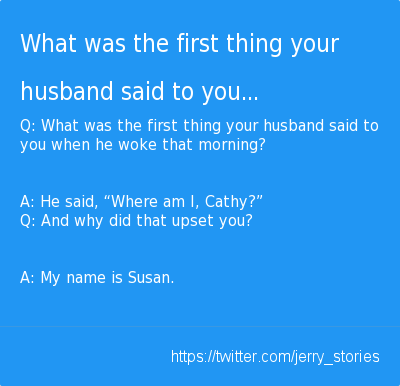 What was the first thing your
husband said to you...
Q: What was the first thing your husband said to
you when he woke that morning?
A: He said, “Where am I, Cathy?”
Q: And why did that upset you?
A: My name is Susan.
https://twitter.com/jerry_stories